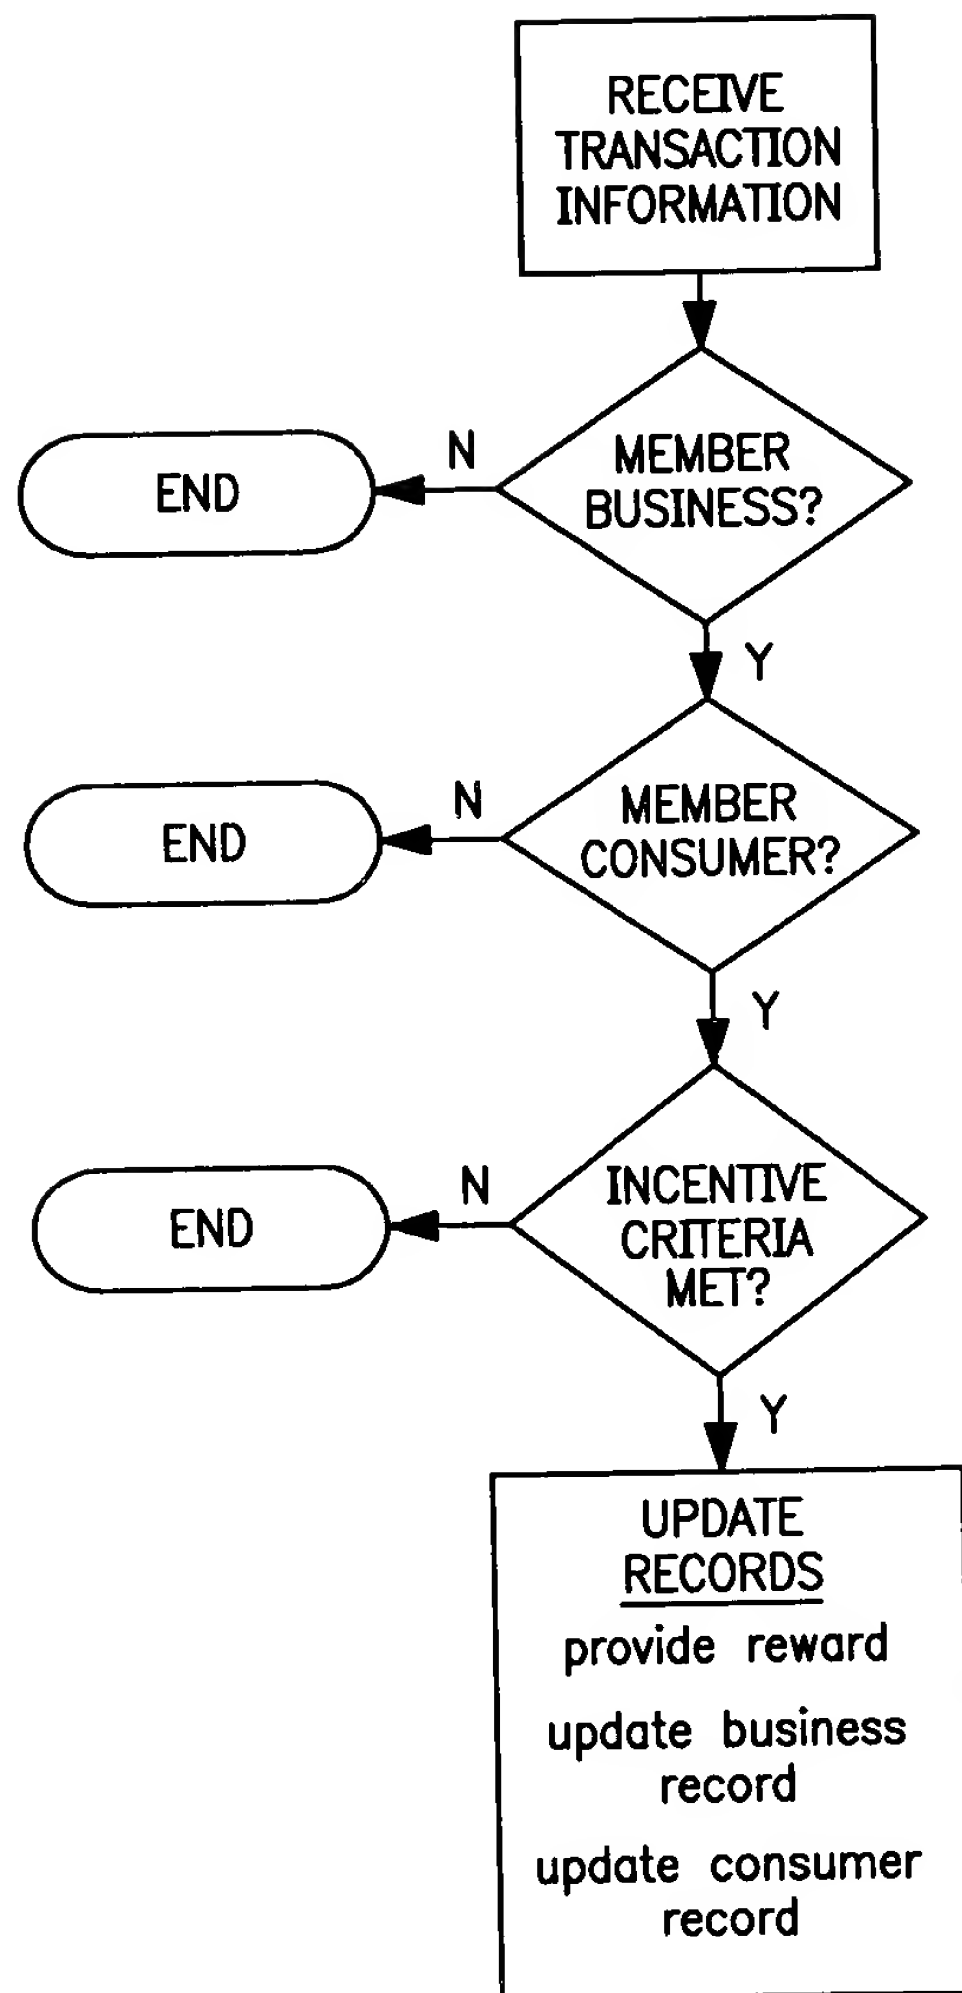 RECEIVE
TRANSACTION
INFORMATION
MEMBER
BUSINESS?
N
END
Y
MEMBER
CONSUMER?
N
END
Y
INCENTIVE
CRITERIA
MET?
N
END
Y
UPDATE
RECORDS
provide reward
update business
record
update consumer
record